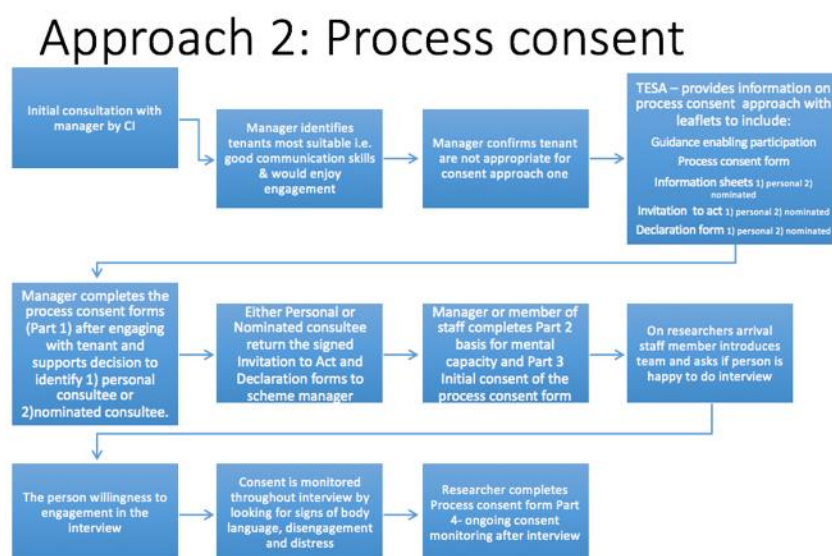 Approach 2: Process consent
Initial consultation with
manager by CI
Manager identifies
tenants most suitable i.e.
good communication skills
& would enjoy
engagement
Manager confirms tenant
are not appropriate for
consent approach one
TESA – provides information on
process consent approach with
leaflets to include:
Guidance enabling participation
Process consent form
Information sheets 1) personal 2)
nominated
Invitation to act 1) personal 2) nominated
Declaration form 1) personal 2) nominated
Manager completes the
process consent forms
(Part 1) after engaging
with tenant and
supports decision to
identify 1) personal
consultee or
2)nominated consultee.
Either Personal or
Nominated consultee
return the signed
Invitation to Act and
Declaration forms to
scheme manager
Manager or member of
staff completes Part 2
basis for mental
capacity and Part 3
Initial consent of the
process consent form
On researchers arrival
staff member introduces
team and asks if person is
happy to do interview
The person willingness to
engagement in the
interview
Consent is monitored
throughout interview by
looking for signs of body
language, disengagement
and distress
Researcher completes
Process consent form Part
4- ongoing consent
monitoring after interview